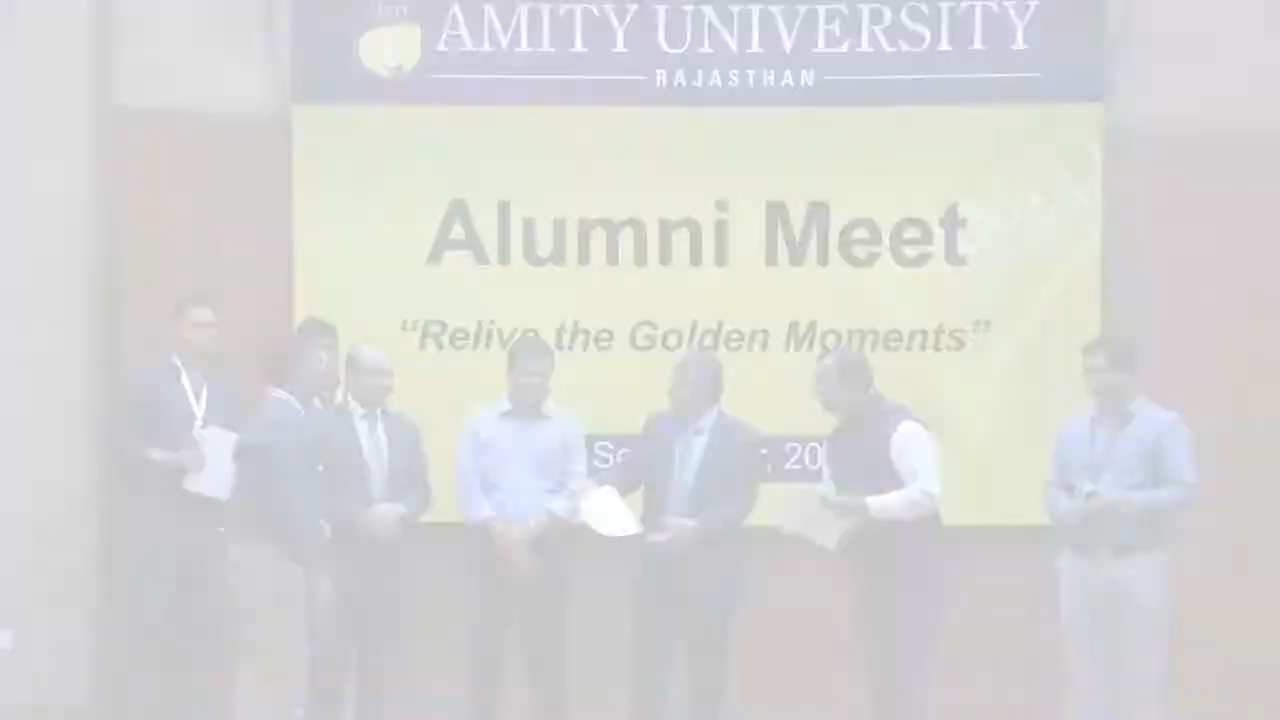 AMITY UNIVERSITY
RAJASTHAN
Alumni Meet
“Relive the Golden Moments”